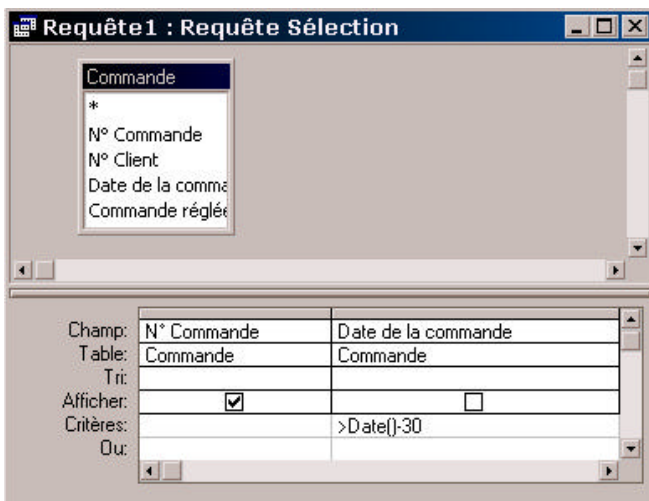 Requête1 : Requête Sélection
Commande
*
N° Commande
N° Client
Date de la comma
Commande réglée
Champ: N° Commande Date de la commande
Table: Commande Commande
Tri:
Afficher:
Critères: >Date()-30
Ou: